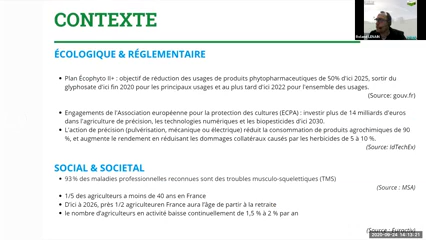 CONTEXTE
ÉCOLOGIQUE & RÉGLEMENTAIRE
Plan Écophyto II+ : objectif de réduction des usages de produits phytopharmaceutiques de 50% d'ici 2025, sortir du
glyphosate d'ici fin 2020 pour les principaux usages et au plus tard d'ici 2022 pour l'ensemble des usages.
(Source: gouv.fr)
Engagements de l'Association européenne pour la protection des cultures (ECPA) : investir plus de 14 milliards d'euros
dans l'agriculture de précision, les technologies numériques et les biopesticides d'ici 2030.
L'action de précision (pulvérisation, mécanique ou électrique) réduit la consommation de produits agrochimiques de 90
%, et augmente le rendement en réduisant les dommages collatéraux causés par les herbicides de 5 à 10 %.
(Source: IdTechEx)
SOCIAL & SOCIETAL
93 % des maladies professionnelles reconnues sont des troubles musculo-squelettiques (TMS)
(Source : MSA)
1/5 des agriculteurs a moins de 40 ans en France
D'ici à 2026, près 1/2 agriculteuren France aura l'âge de partir à la retraite
le nombre d'agriculteurs en activité baisse continuellement de 1,5 % à 2 % par an